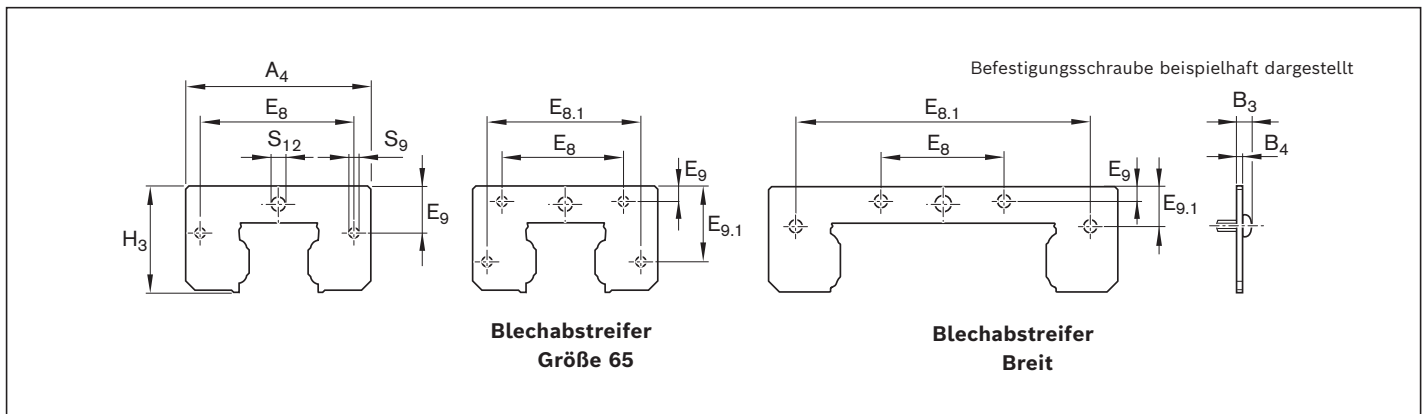 Befestigungsschraube beispielhaft dargestellt
A4
E8
S12
S9
E9
H3
E8.1
E8
E9
E9.1
E8.1
E8
E9
E9.1
B3
B4
Blechabstreifer
Größe 65
Blechabstreifer
Breit